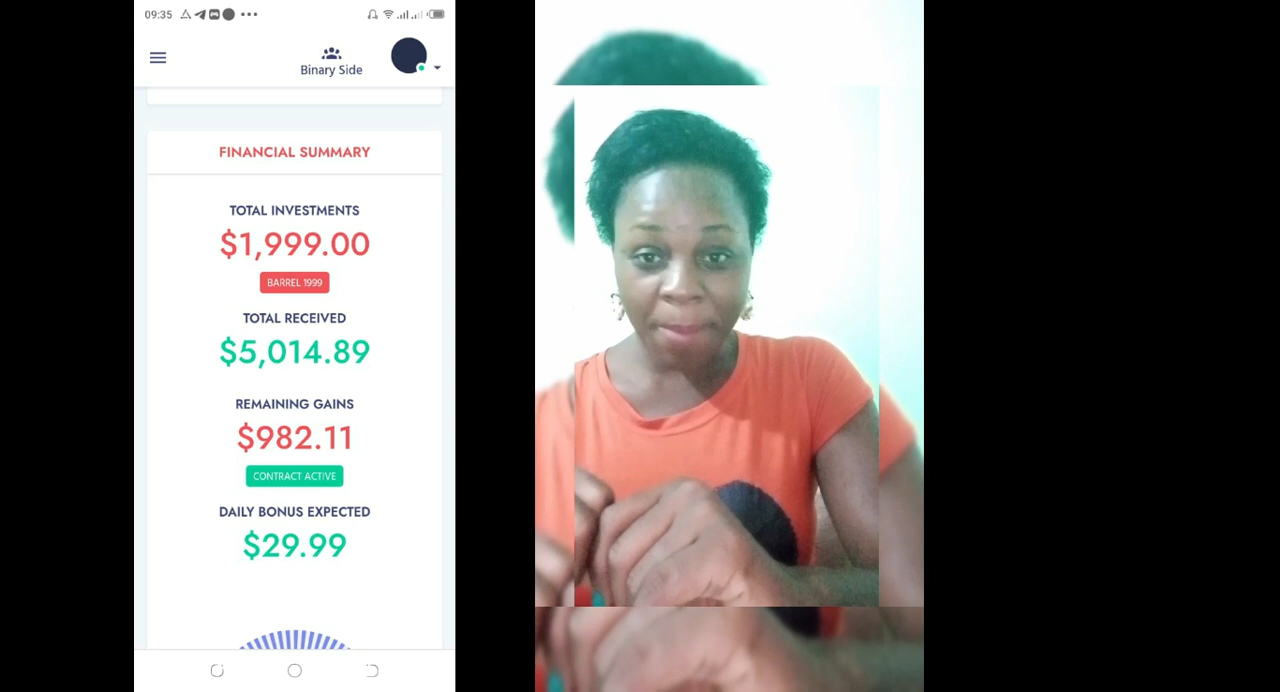 09:35
Binary Side
FINANCIAL SUMMARY
TOTAL INVESTMENTS
$1,999.00
BARREL 1999
TOTAL RECEIVED
$5,014.89
REMAINING GAINS
$982.11
CONTRACT ACTIVE
DAILY BONUS EXPECTED
$29.99